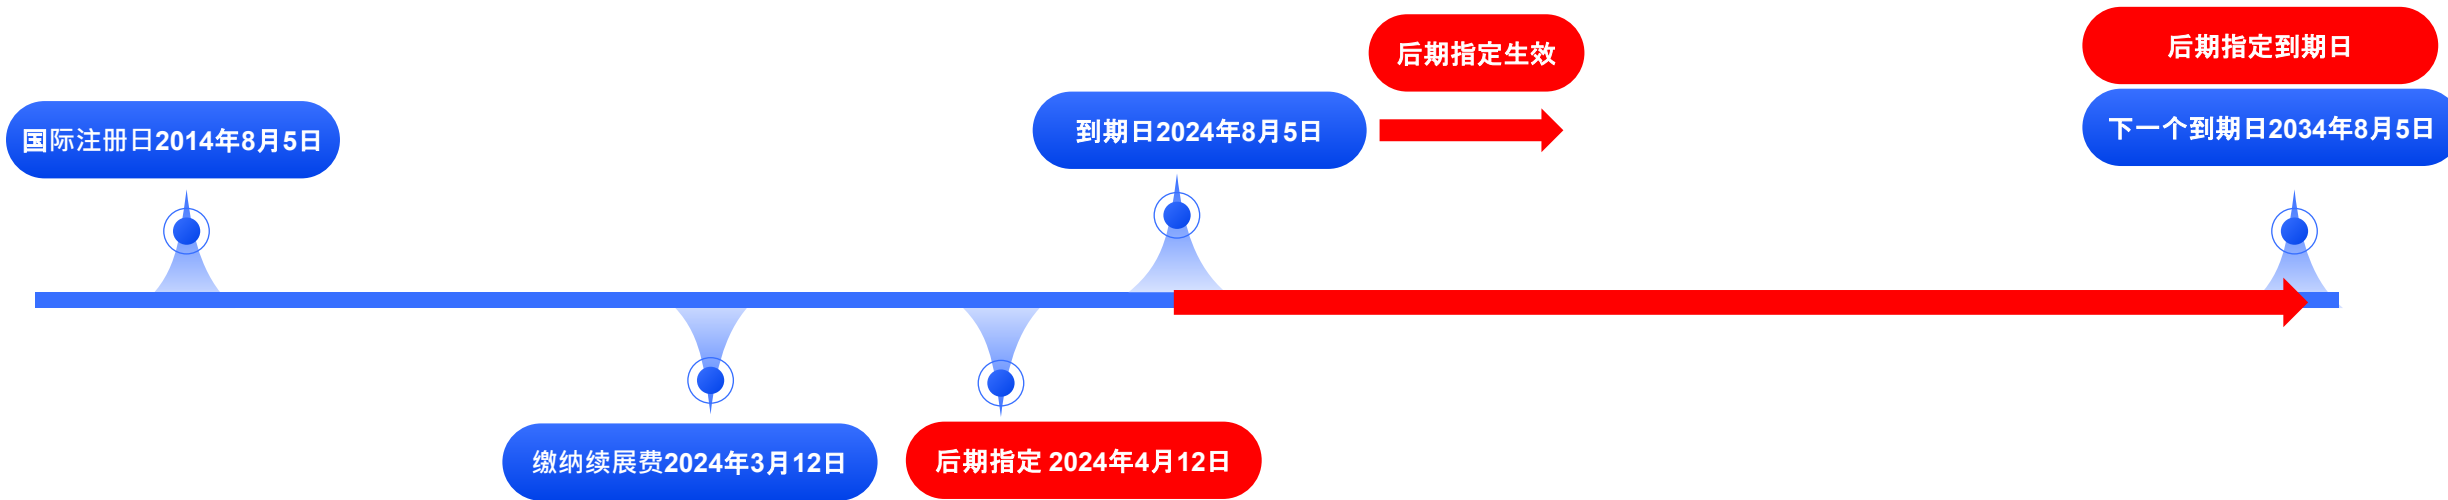 国际注册日2014年8月5日
到期日2024年8月5日
后期指定生效
后期指定到期日
下一个到期日2034年8月5日
缴纳续展费2024年3月12日
后期指定 2024年4月12日